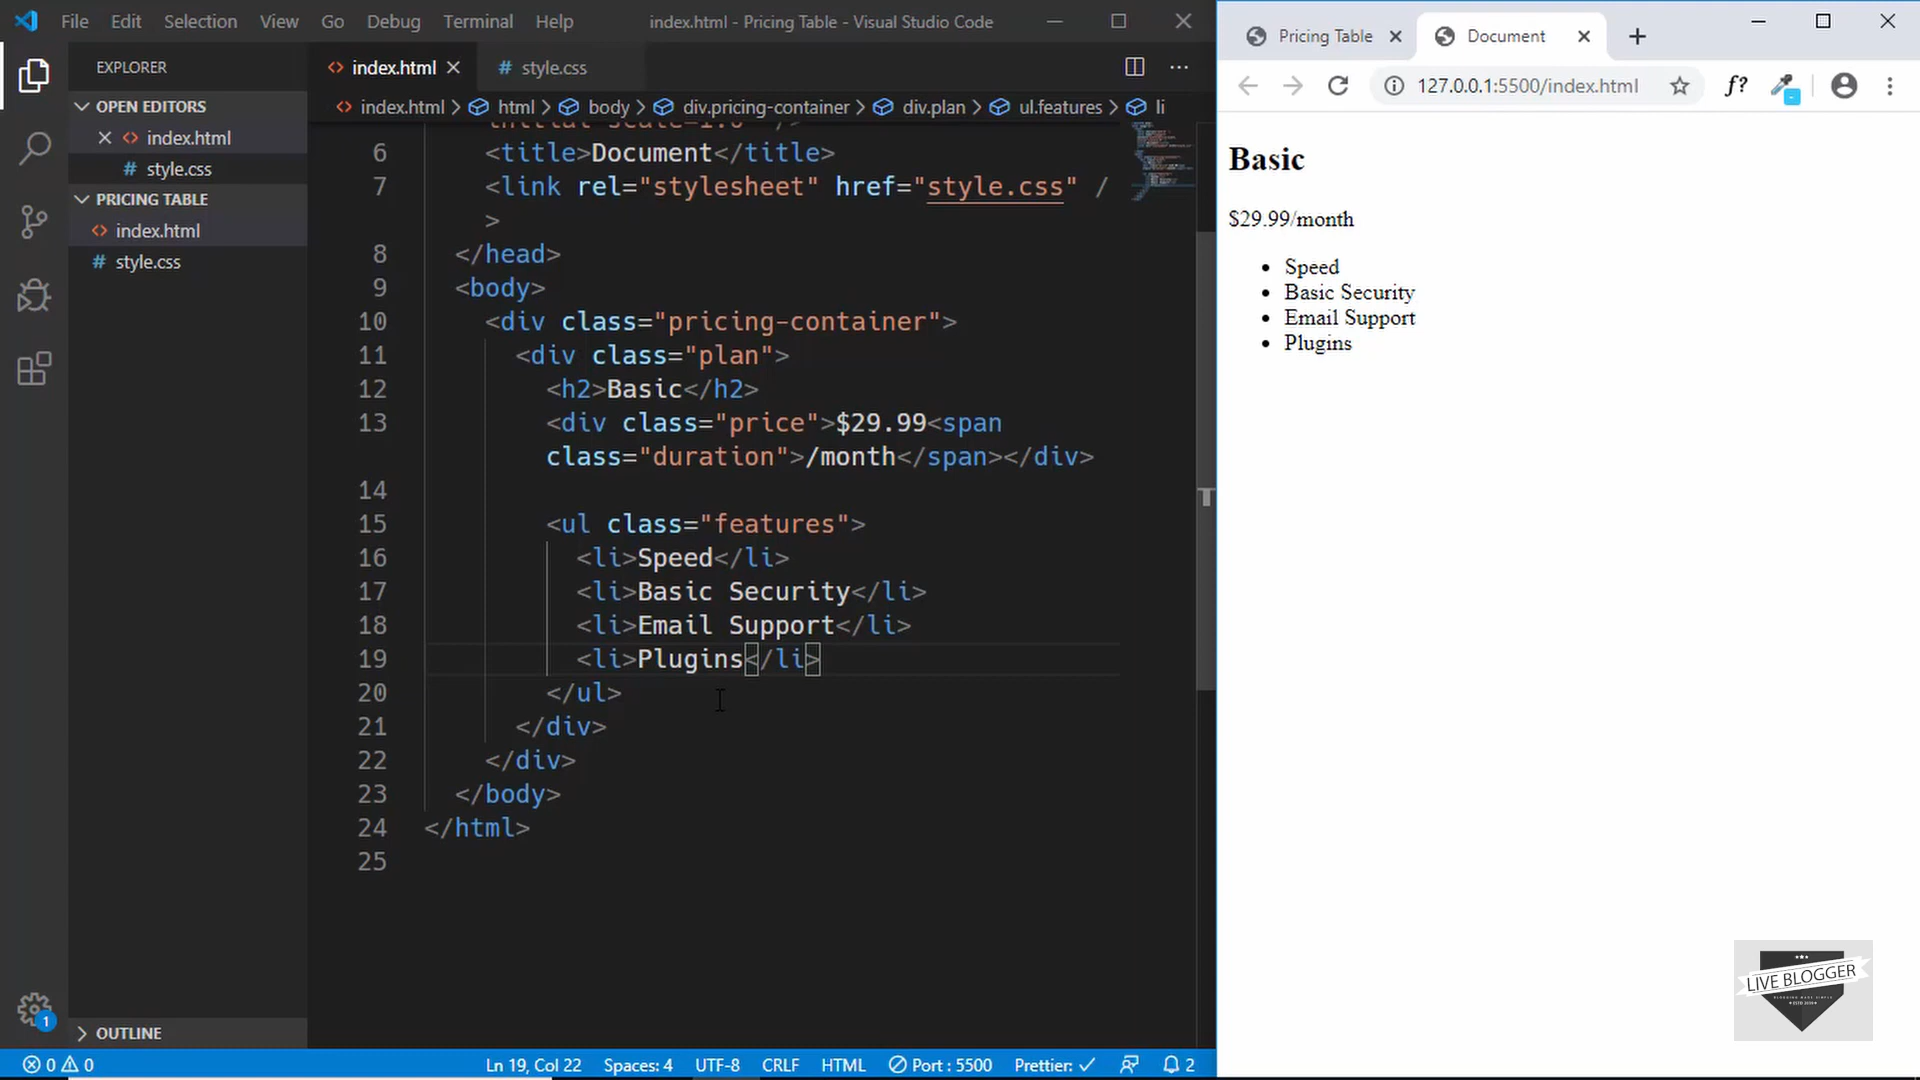 File Edit Selection View Go Debug Terminal Help index.html - Pricing Table - Visual Studio Code
EXPLORER
OPEN EDITORS
index.html
# style.css
PRICING TABLE
index.html
# style.css
OUTLINE
1
index.html # style.css
index.html > html > body > div.pricing-container > div.plan > ul.features > li
6 <title>Document</title>
7 <link rel="stylesheet" href="style.css" /
>
8 </head>
9 <body>
10 <div class="pricing-container">
11 <div class="plan">
12 <h2>Basic</h2>
13 <div class="price">$29.99<span
class="duration">/month</span></div>
14
15 <ul class="features">
16 <li>Speed</li>
17 <li>Basic Security</li>
18 <li>Email Support</li>
19 <li>Plugins</li>
20 </ul>
21 </div>
22 </div>
23 </body>
24 </html>
25
0 0 Ln 19, Col 22 Spaces: 4 UTF-8 CRLF HTML Port : 5500 Prettier: ✓ 2
Pricing Table Document
127.0.0.1:5500/index.html f?
Basic
$29.99/month
• Speed
• Basic Security
• Email Support
• Plugins
LIVE BLOGGER